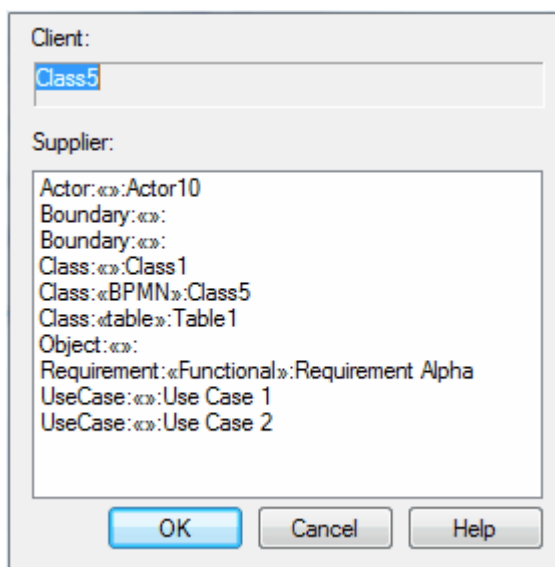 Client:
Class5
Supplier:
Actor:«»:Actor10
Boundary:«»:
Boundary:«»:
Class:«»:Class1
Class:«BPMN»:Class5
Class:«table»:Table1
Object:«»:
Requirement:«Functional»:Requirement Alpha
UseCase:«»:Use Case 1
UseCase:«»:Use Case 2
OK Cancel Help